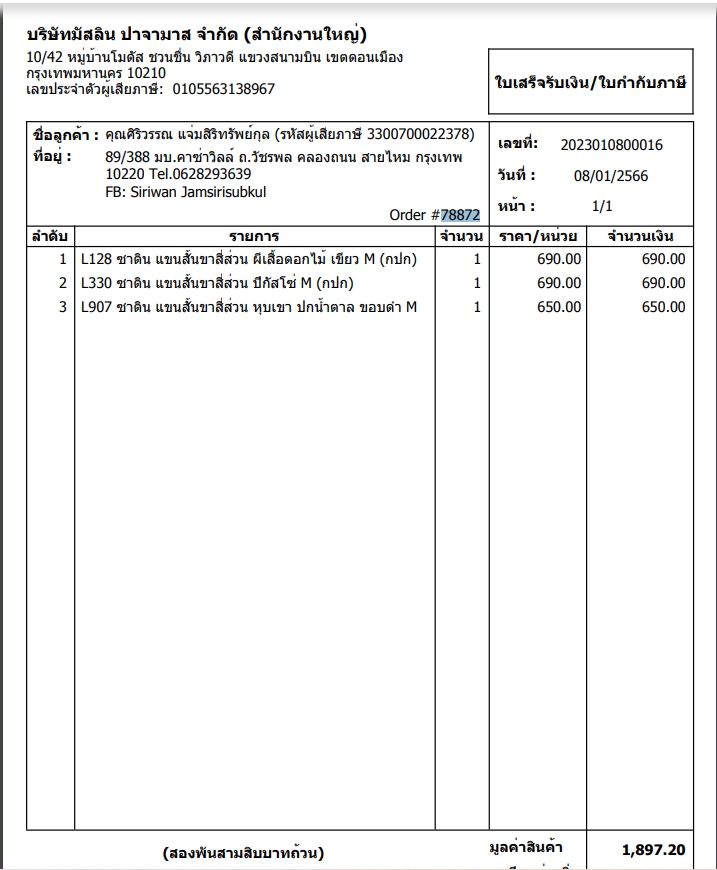 บริษัทมัสลิน ปาจามาส จำกัด (สำนักงานใหญ่)
10/42 หมู่บ้านโมดัส ชวนชื่น วิภาวดี แขวงสนามบิน เขตดอนเมือง
กรุงเทพมหานคร 10210
เลขประจำตัวผู้เสียภาษี: 0105563138967
ใบเสร็จรับเงิน/ใบกำกับภาษี
ชื่อลูกค้า : คุณศิริวรรณ แจ่มสิริทรัพย์กุล (รหัสผู้เสียภาษี 3300700022378)
ที่อยู่ : 89/388 มบ.คาซ่าวิลล์ ถ.วัชรพล คลองถนน สายไหม กรุงเทพ
10220 Tel.0628293639
FB: Siriwan Jamsirisubkul
Order #78872
เลขที่: 2023010800016
วันที่ : 08/01/2566
หน้า : 1/1
ลำดับ รายการ จำนวน ราคา/หน่วย จำนวนเงิน
1 L128 ซาติน แขนสั้นขาสี่ส่วน ผีเสื้อดอกไม้ เขียว M (กปก) 1 690.00 690.00
2 L330 ซาติน แขนสั้นขาสี่ส่วน มีกัสโซ่ M (กปก) 1 690.00 690.00
3 L907 ซาติน แขนสั้นขาสี่ส่วน หุบเขา ปกน้ำตาล ขอบดำ M 1 650.00 650.00
(สองพันสามสิบบาทถ้วน) มูลค่าสินค้า 1,897.20